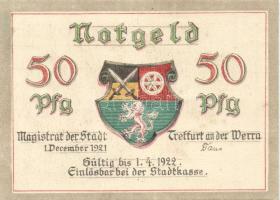 Notgeld
50 50
Pfg Pfg
Magistrat der Stadt Treffurt an der Werra
1. December 1921
Gültig bis 1. 4. 1922.
Einlösbar bei der Stadtkasse.